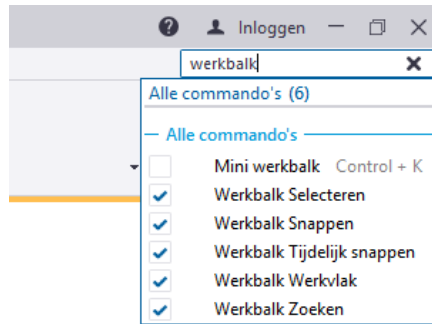 Inloggen
werkbalk
Alle commando's (6)
Alle commando's
Mini werkbalk Control + K
Werkbalk Selecteren
Werkbalk Snappen
Werkbalk Tijdelijk snappen
Werkbalk Werkvlak
Werkbalk Zoeken